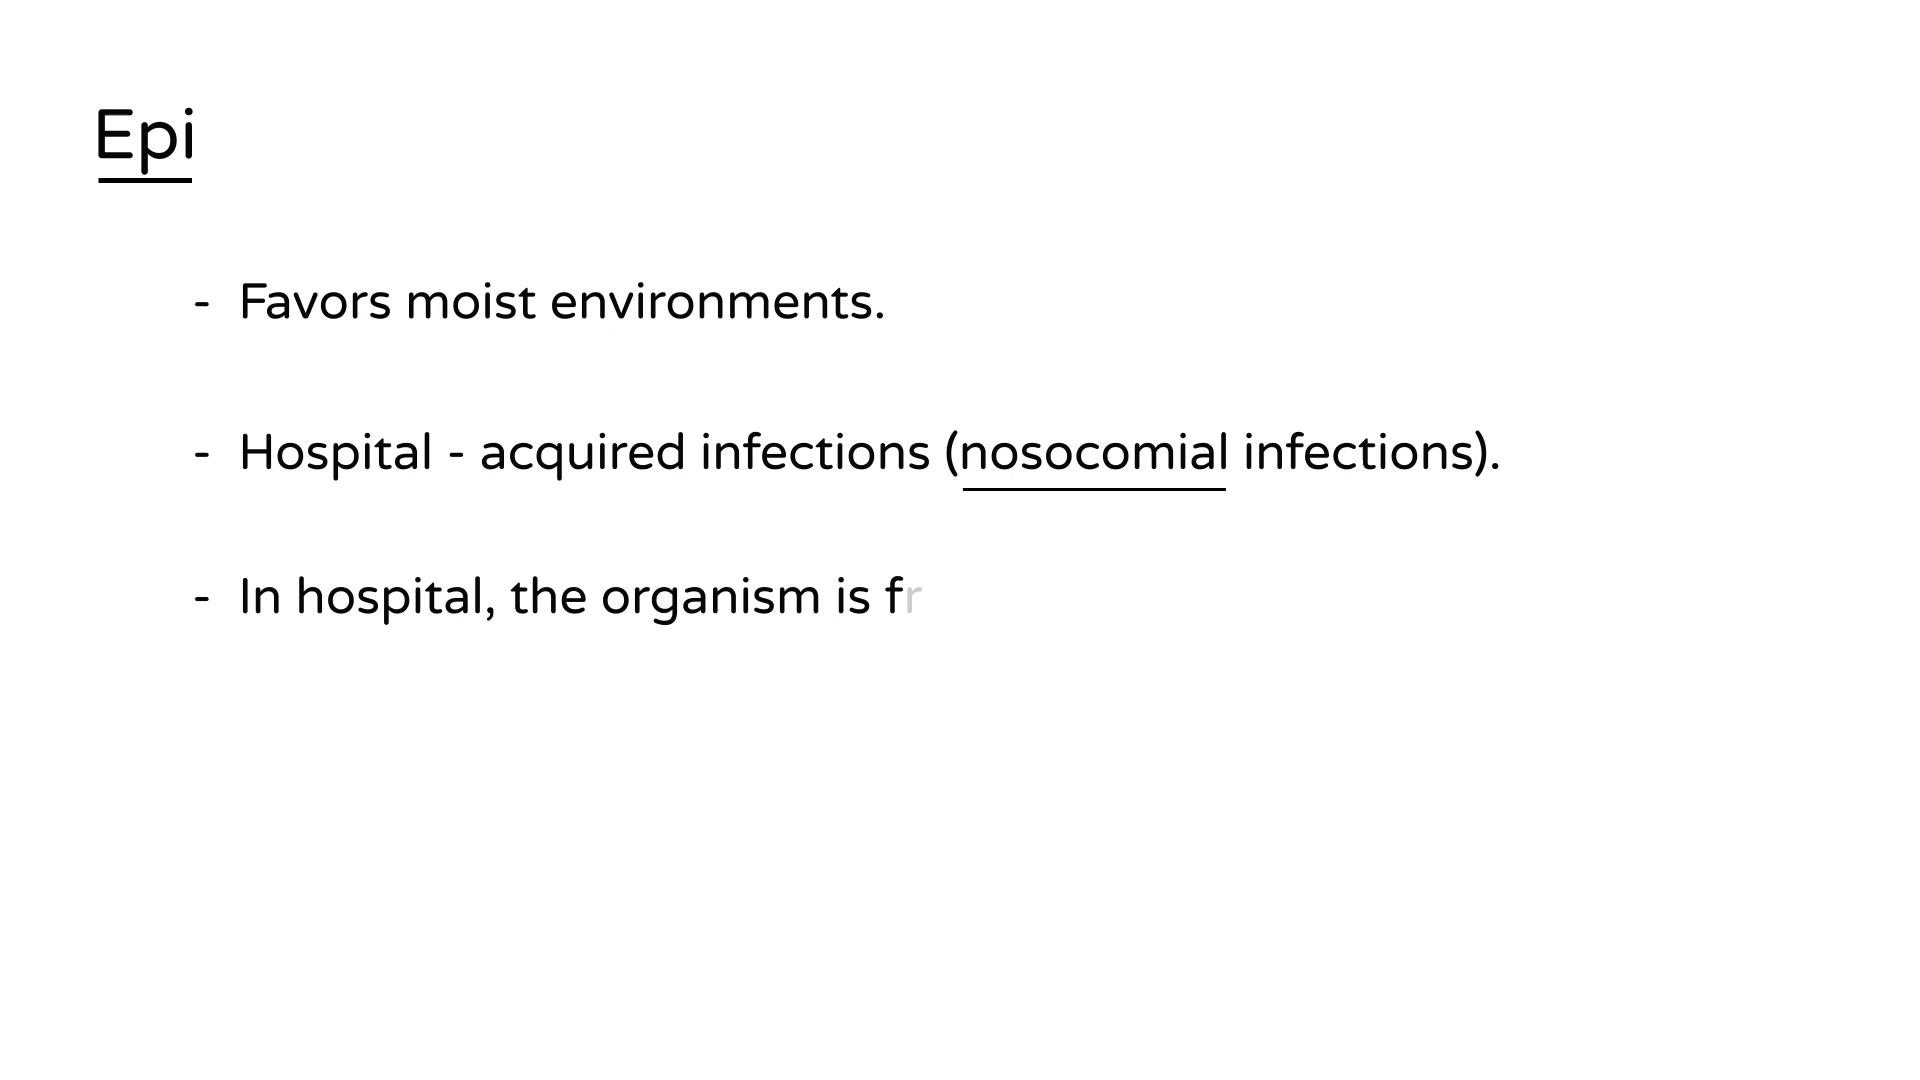 Epi
- Favors moist environments.
- Hospital - acquired infections (nosocomial infections).
- In hospital, the organism is fr